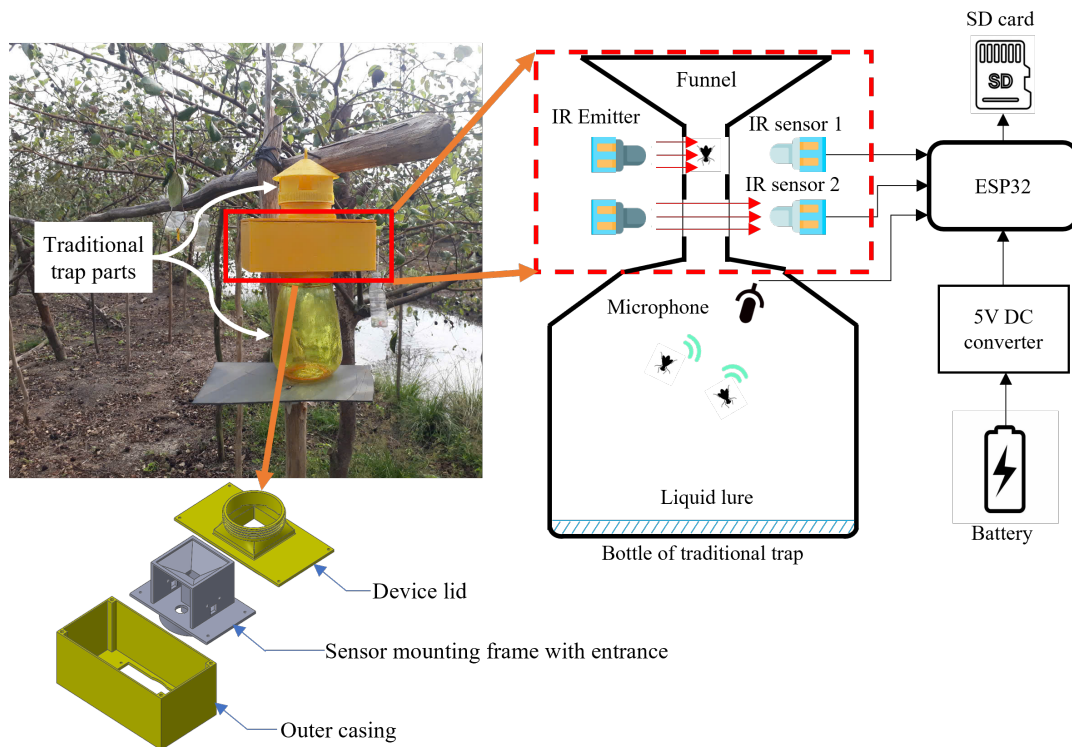 SD card
SD
Funnel
IR Emitter
IR sensor 1
IR sensor 2
ESP32
Traditional
trap parts
Microphone
5V DC
converter
Liquid lure
Battery
Bottle of traditional trap
Device lid
Sensor mounting frame with entrance
Outer casing